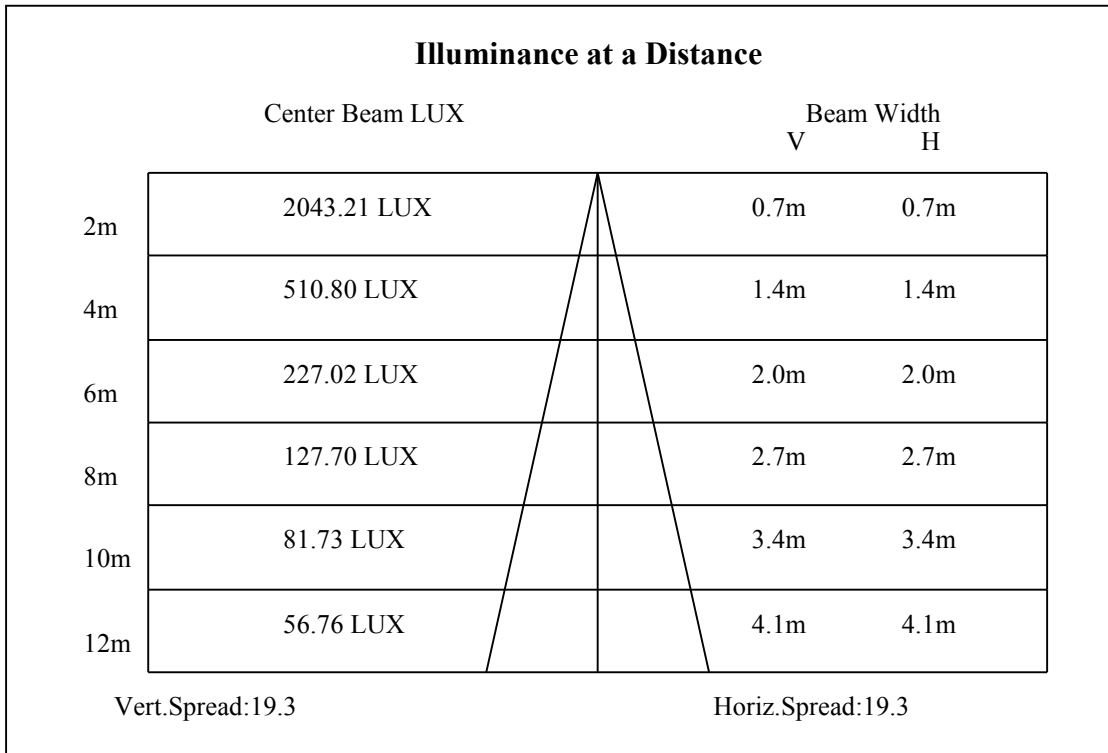 Illuminance at a Distance
Center Beam LUX Beam Width
V H
2m 2043.21 LUX 0.7m 0.7m
4m 510.80 LUX 1.4m 1.4m
6m 227.02 LUX 2.0m 2.0m
8m 127.70 LUX 2.7m 2.7m
10m 81.73 LUX 3.4m 3.4m
12m 56.76 LUX 4.1m 4.1m
Vert.Spread:19.3 Horiz.Spread:19.3